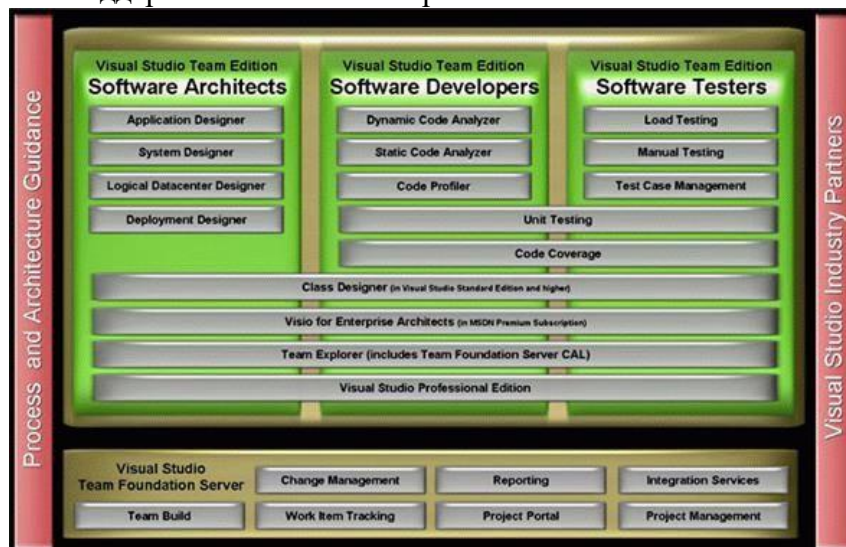 Process and Architecture Guidance
Visual Studio Team Edition
Software Architects
Application Designer
System Designer
Logical Datacenter Designer
Deployment Designer
Visual Studio Team Edition
Software Developers
Dynamic Code Analyzer
Static Code Analyzer
Code Profiler
Visual Studio Team Edition
Software Testers
Load Testing
Manual Testing
Test Case Management
Unit Testing
Code Coverage
Class Designer (in Visual Studio Standard Edition and higher)
Visio for Enterprise Architects (in MSDN Premium Subscription)
Team Explorer (includes Team Foundation Server CAL)
Visual Studio Professional Edition
Visual Studio
Team Foundation Server
Change Management
Reporting
Integration Services
Team Build
Work Item Tracking
Project Portal
Project Management
Visual Studio Industry Partners